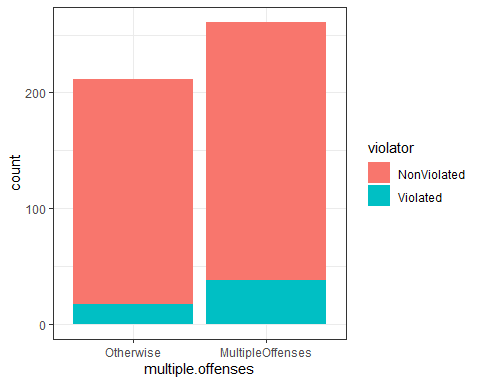 count
200
100
0
Otherwise
MultipleOffenses
multiple.offenses
violator
NonViolated
Violated